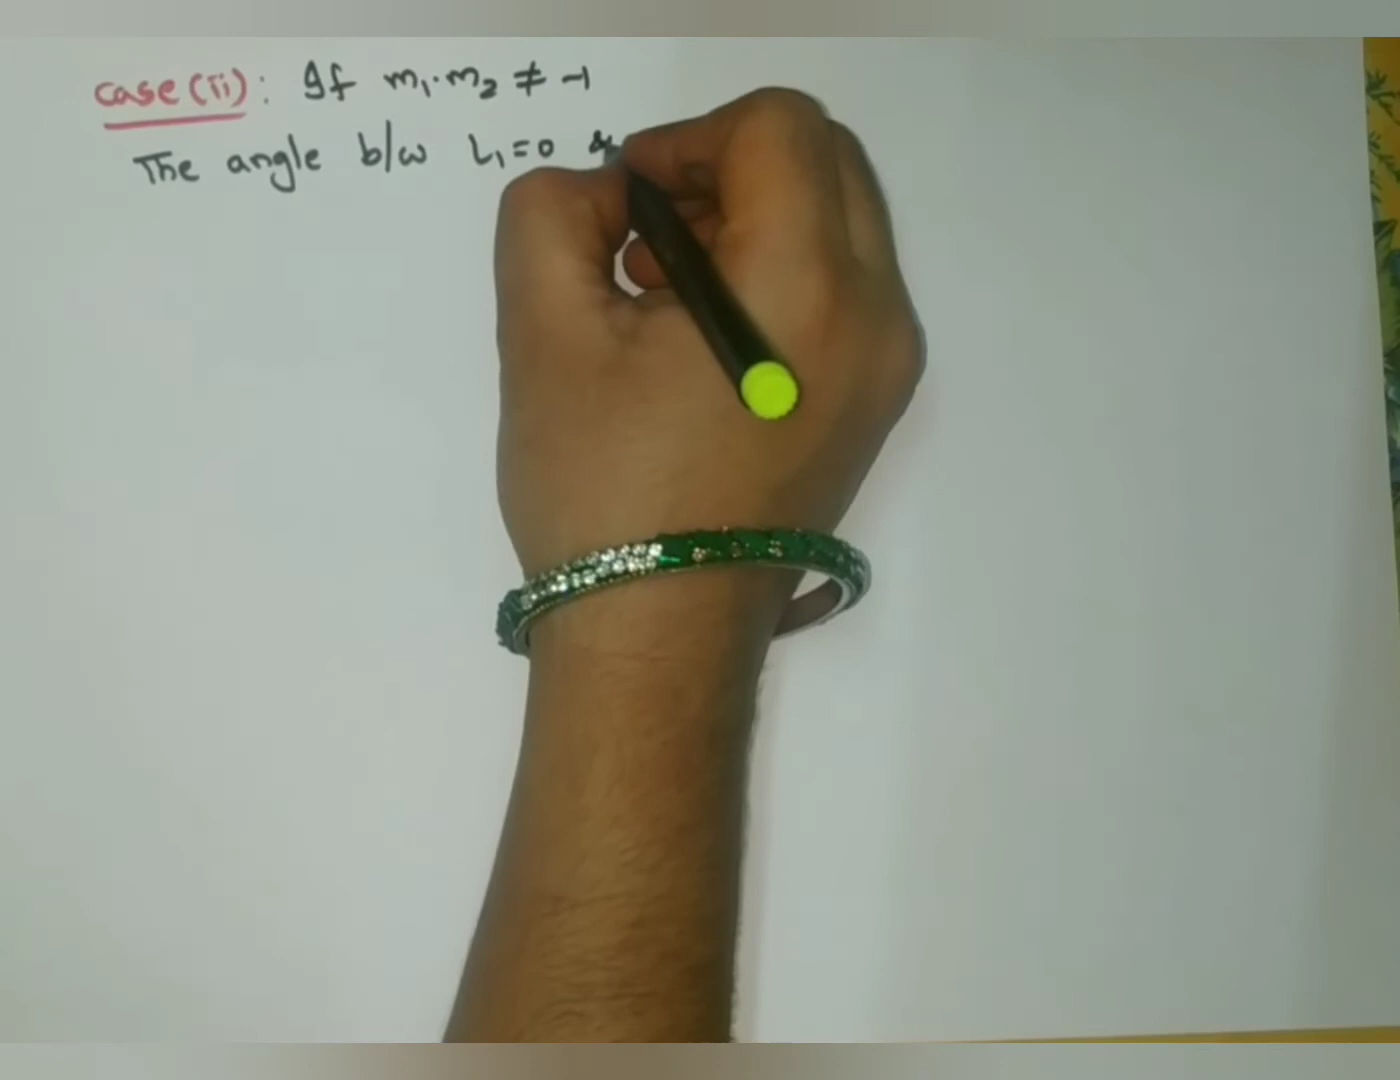 case (ii): If m₁·m₂ ≠ -1
The angle b/w L₁=0 &